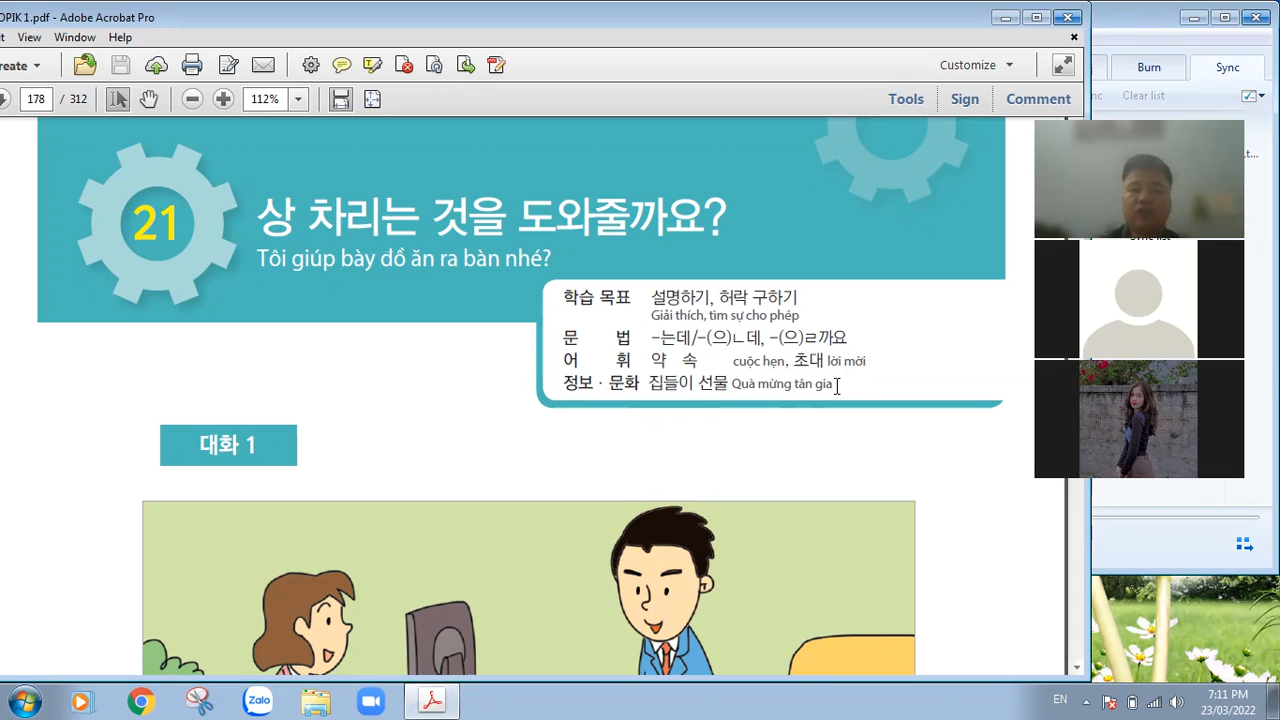 OPIK 1.pdf - Adobe Acrobat Pro
View Window Help
Burn
Sync
Customize
Clear list
178 / 312
112%
Tools
Sign
Comment
21
상 차리는 것을 도와줄까요?
Tôi giúp bày dồ ăn ra bàn nhé?
학습 목표 설명하기, 허락 구하기
Giải thích, tìm sự cho phép
문 법 -는데/-(으)ㄴ데, -(으)ㄹ까요
어 휘 약 속 cuộc hẹn, 초대 lời mời
정보 · 문화 집들이 선물 Quà mừng tân gia
대화 1
Zalo
EN
7:11 PM
23/03/2022